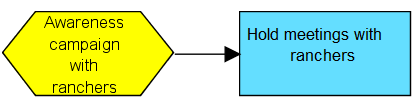 Awareness
campaign
with
ranchers
Hold meetings with
ranchers